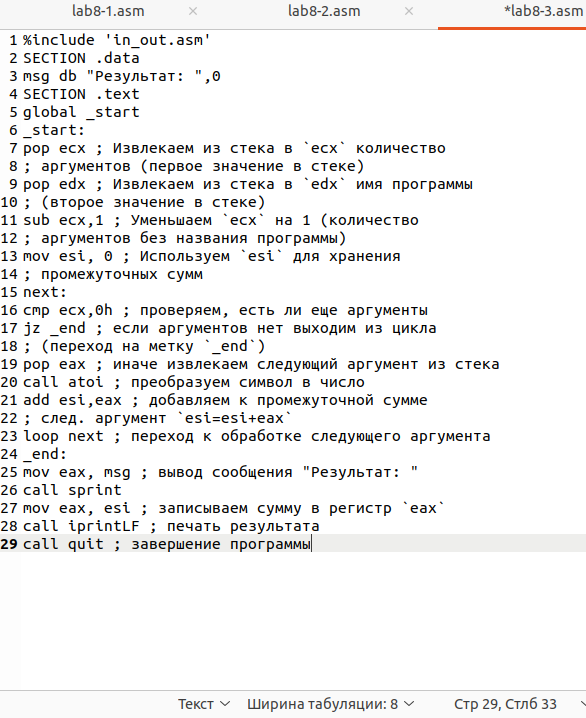 lab8-1.asm × lab8-2.asm × *lab8-3.asm
1 %include 'in_out.asm'
2 SECTION .data
3 msg db "Результат: ",0
4 SECTION .text
5 global _start
6 _start:
7 pop ecx ; Извлекаем из стека в `ecx` количество
8 ; аргументов (первое значение в стеке)
9 pop edx ; Извлекаем из стека в `edx` имя программы
10 ; (второе значение в стеке)
11 sub ecx,1 ; Уменьшаем `ecx` на 1 (количество
12 ; аргументов без названия программы)
13 mov esi, 0 ; Используем `esi` для хранения
14 ; промежуточных сумм
15 next:
16 cmp ecx,0h ; проверяем, есть ли еще аргументы
17 jz _end ; если аргументов нет выходим из цикла
18 ; (переход на метку `_end`)
19 pop eax ; иначе извлекаем следующий аргумент из стека
20 call atoi ; преобразуем символ в число
21 add esi,eax ; добавляем к промежуточной сумме
22 ; след. аргумент `esi=esi+eax`
23 loop next ; переход к обработке следующего аргумента
24 _end:
25 mov eax, msg ; вывод сообщения "Результат: "
26 call sprint
27 mov eax, esi ; записываем сумму в регистр `eax`
28 call iprintLF ; печать результата
29 call quit ; завершение программы
Текст Ширина табуляции: 8 Стр 29, Стлб 33